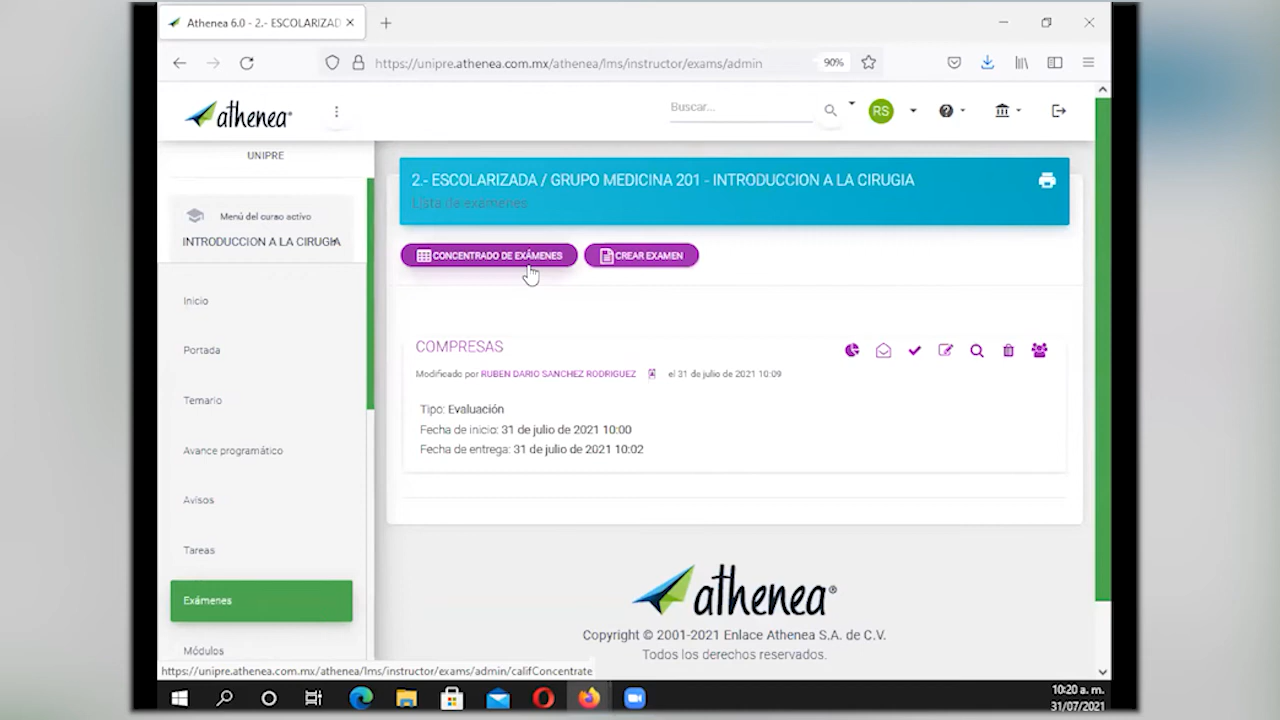 Athenea 6.0 - 2.- ESCOLARIZAD
https://unipre.athenea.com.mx/athenea/lms/instructor/exams/admin
90%
athenea®
Buscar...
RS
UNIPRE
Menú del curso activo
INTRODUCCION A LA CIRUGIA
Inicio
Portada
Temario
Avance programático
Avisos
Tareas
Exámenes
Módulos
2.- ESCOLARIZADA / GRUPO MEDICINA 201 - INTRODUCCION A LA CIRUGIA
Lista de exámenes
CONCENTRADO DE EXÁMENES
CREAR EXAMEN
COMPRESAS
Modificado por RUBEN DARIO SANCHEZ RODRIGUEZ el 31 de julio de 2021 10:09
Tipo: Evaluación
Fecha de inicio: 31 de julio de 2021 10:00
Fecha de entrega: 31 de julio de 2021 10:02
athenea®
Copyright © 2001-2021 Enlace Athenea S.A. de C.V.
Todos los derechos reservados.
https://unipre.athenea.com.mx/athenea/lms/instructor/exams/admin/califConcentrate
10:20 a. m.
31/07/2021